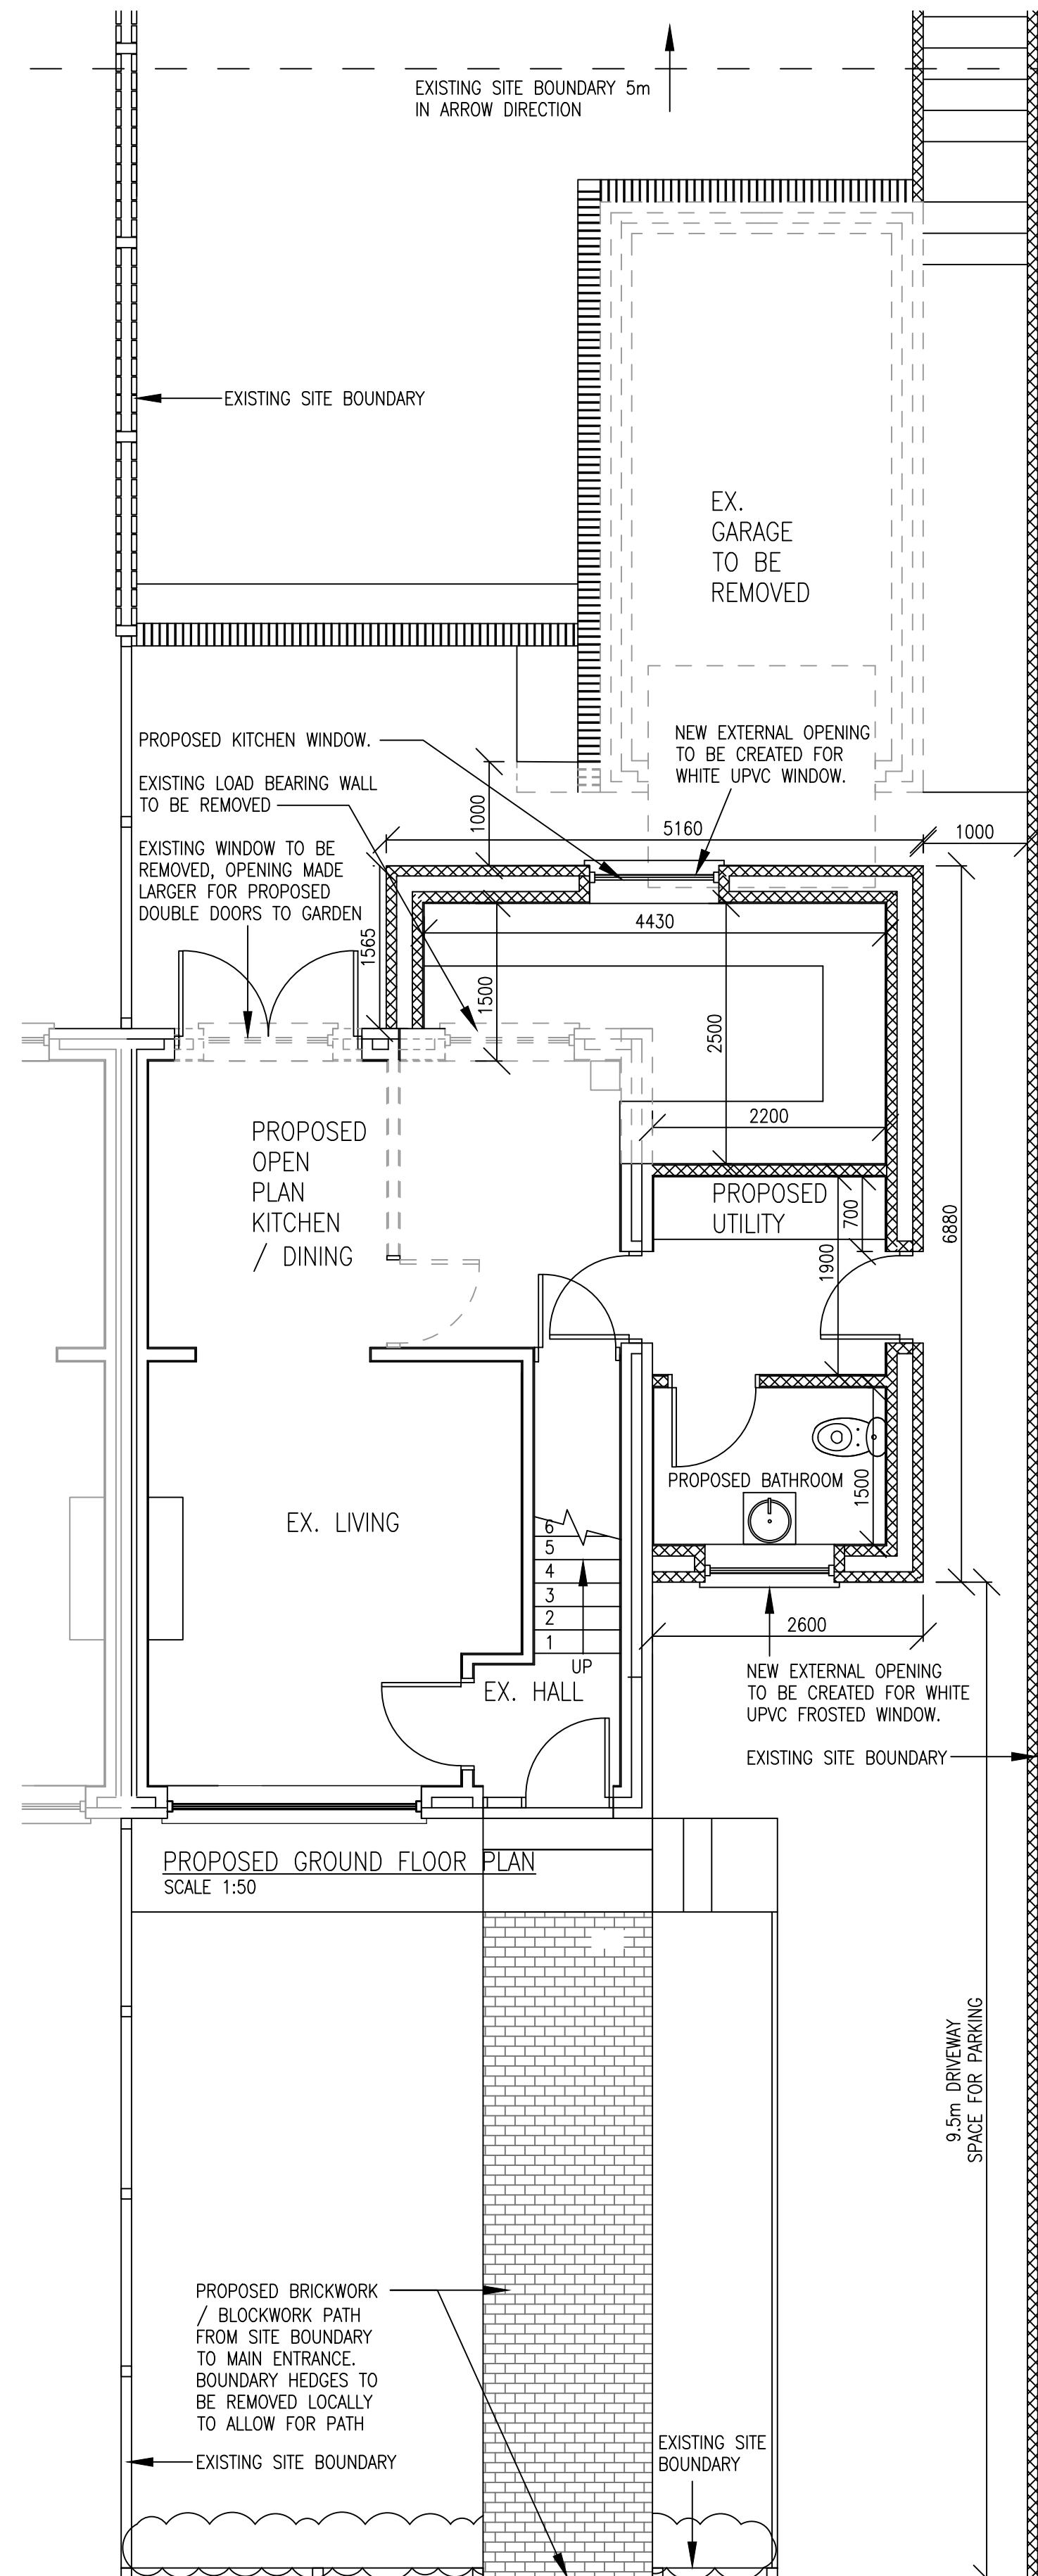 EXISTING SITE BOUNDARY 5m
IN ARROW DIRECTION
EXISTING SITE BOUNDARY
EX.
GARAGE
TO BE
REMOVED
PROPOSED KITCHEN WINDOW.
NEW EXTERNAL OPENING
TO BE CREATED FOR
WHITE UPVC WINDOW.
EXISTING LOAD BEARING WALL
TO BE REMOVED
EXISTING WINDOW TO BE
REMOVED, OPENING MADE
LARGER FOR PROPOSED
DOUBLE DOORS TO GARDEN
1000
5160
1000
1565
4430
1500
2500
2200
PROPOSED
OPEN
PLAN
KITCHEN
/ DINING
PROPOSED
UTILITY
700
1900
6880
PROPOSED BATHROOM
1500
EX. LIVING
6
5
4
3
2
1
UP
EX. HALL
2600
NEW EXTERNAL OPENING
TO BE CREATED FOR WHITE
UPVC FROSTED WINDOW.
EXISTING SITE BOUNDARY
PROPOSED GROUND FLOOR PLAN
SCALE 1:50
9.5m DRIVEWAY
SPACE FOR PARKING
PROPOSED BRICKWORK
/ BLOCKWORK PATH
FROM SITE BOUNDARY
TO MAIN ENTRANCE.
BOUNDARY HEDGES TO
BE REMOVED LOCALLY
TO ALLOW FOR PATH
EXISTING SITE BOUNDARY
EXISTING SITE
BOUNDARY